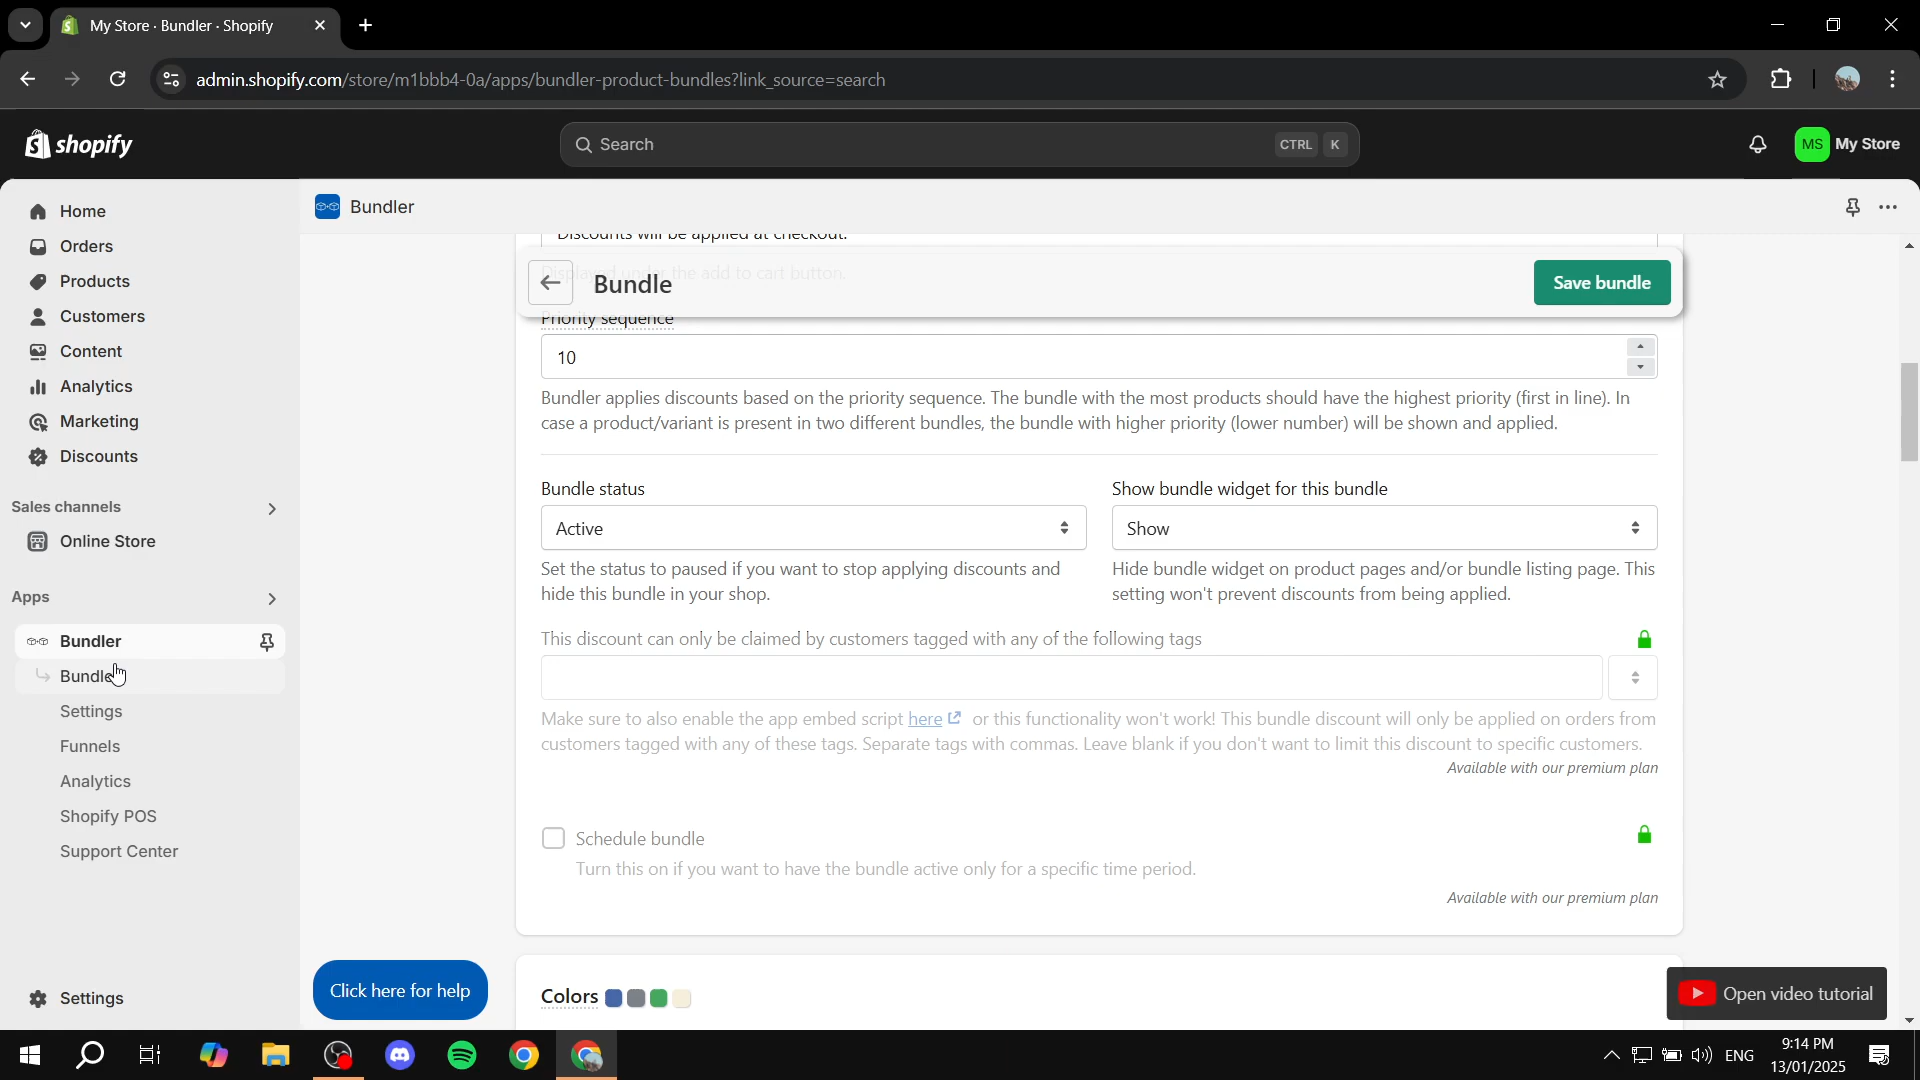 My Store · Bundler · Shopify
admin.shopify.com/store/m1bbb4-0a/apps/bundler-product-bundles?link_source=search
shopify
Search
CTRL K
MS My Store
Home
Orders
Products
Customers
Content
Analytics
Marketing
Discounts
Sales channels
Online Store
Apps
Bundler
Bundle
Settings
Funnels
Analytics
Shopify POS
Support Center
Settings
Bundler
Discounts will be applied at checkout.
Displayed under the add to cart button.
Bundle
Save bundle
Priority sequence
10
Bundler applies discounts based on the priority sequence. The bundle with the most products should have the highest priority (first in line). In
case a product/variant is present in two different bundles, the bundle with higher priority (lower number) will be shown and applied.
Bundle status
Show bundle widget for this bundle
Active
Show
Set the status to paused if you want to stop applying discounts and
hide this bundle in your shop.
Hide bundle widget on product pages and/or bundle listing page. This
setting won't prevent discounts from being applied.
This discount can only be claimed by customers tagged with any of the following tags
Make sure to also enable the app embed script here or this functionality won't work! This bundle discount will only be applied on orders from
customers tagged with any of these tags. Separate tags with commas. Leave blank if you don't want to limit this discount to specific customers.
Available with our premium plan
Schedule bundle
Turn this on if you want to have the bundle active only for a specific time period.
Available with our premium plan
Colors
Click here for help
Open video tutorial
ENG
9:14 PM
13/01/2025